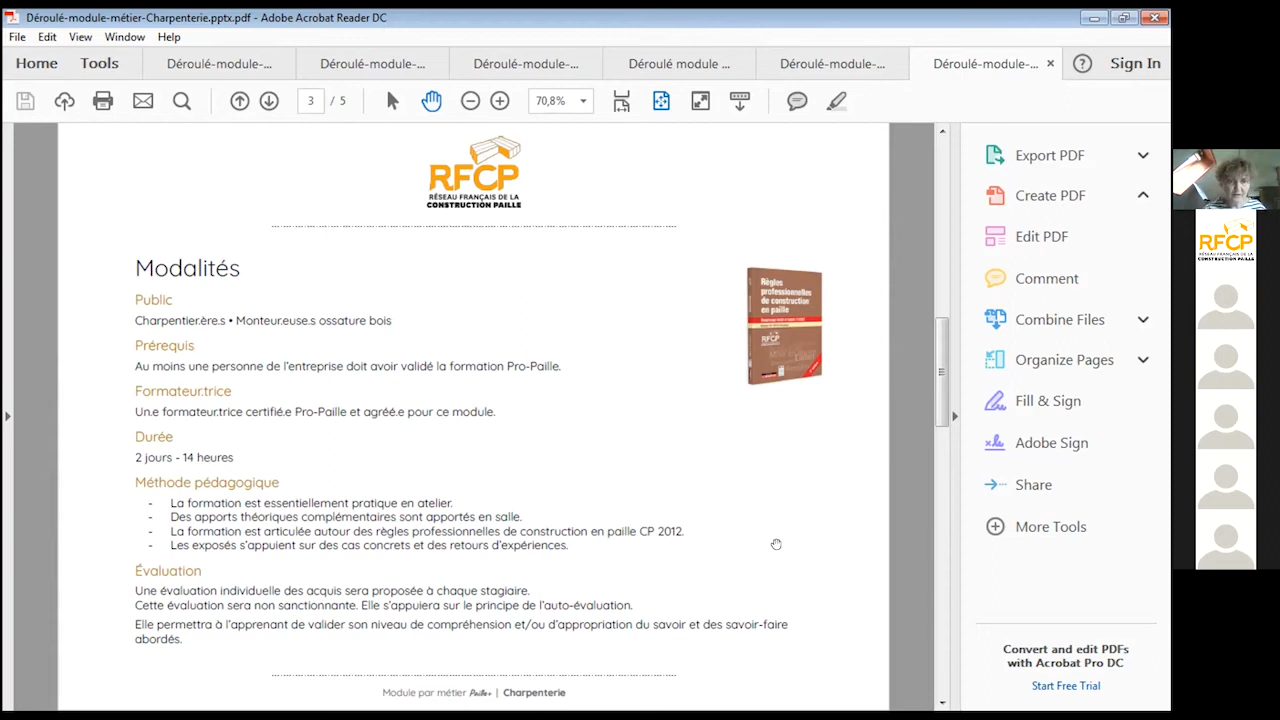 Déroulé-module-métier-Charpenterie.pptx.pdf - Adobe Acrobat Reader DC
File Edit View Window Help
Home Tools Déroulé-module-... Déroulé-module-... Déroulé-module-... Déroulé module ... Déroulé-module-... Déroulé-module-... × ? Sign In
3 / 5 70,8%
RFCP
RÉSEAU FRANÇAIS DE LA
CONSTRUCTION PAILLE
Modalités
Public
Charpentier.ère.s • Monteur.euse.s ossature bois
Prérequis
Au moins une personne de l'entreprise doit avoir validé la formation Pro-Paille.
Formateur.trice
Un.e formateur.trice certifié.e Pro-Paille et agréé.e pour ce module.
Durée
2 jours - 14 heures
Méthode pédagogique
- La formation est essentiellement pratique en atelier.
- Des apports théoriques complémentaires sont apportés en salle.
- La formation est articulée autour des règles professionnelles de construction en paille CP 2012.
- Les exposés s'appuient sur des cas concrets et des retours d'expériences.
Évaluation
Une évaluation individuelle des acquis sera proposée à chaque stagiaire.
Cette évaluation sera non sanctionnante. Elle s'appuiera sur le principe de l'auto-évaluation.
Elle permettra à l'apprenant de valider son niveau de compréhension et/ou d'appropriation du savoir et des savoir-faire
abordés.
Module par métier Paille+ | Charpenterie
Règles
professionnelles
de construction
en paille
RFCP
Export PDF
Create PDF
Edit PDF
Comment
Combine Files
Organize Pages
Fill & Sign
Adobe Sign
Share
More Tools
Convert and edit PDFs
with Acrobat Pro DC
Start Free Trial
RFCP
RÉSEAU FRANÇAIS DE LA
CONSTRUCTION PAILLE